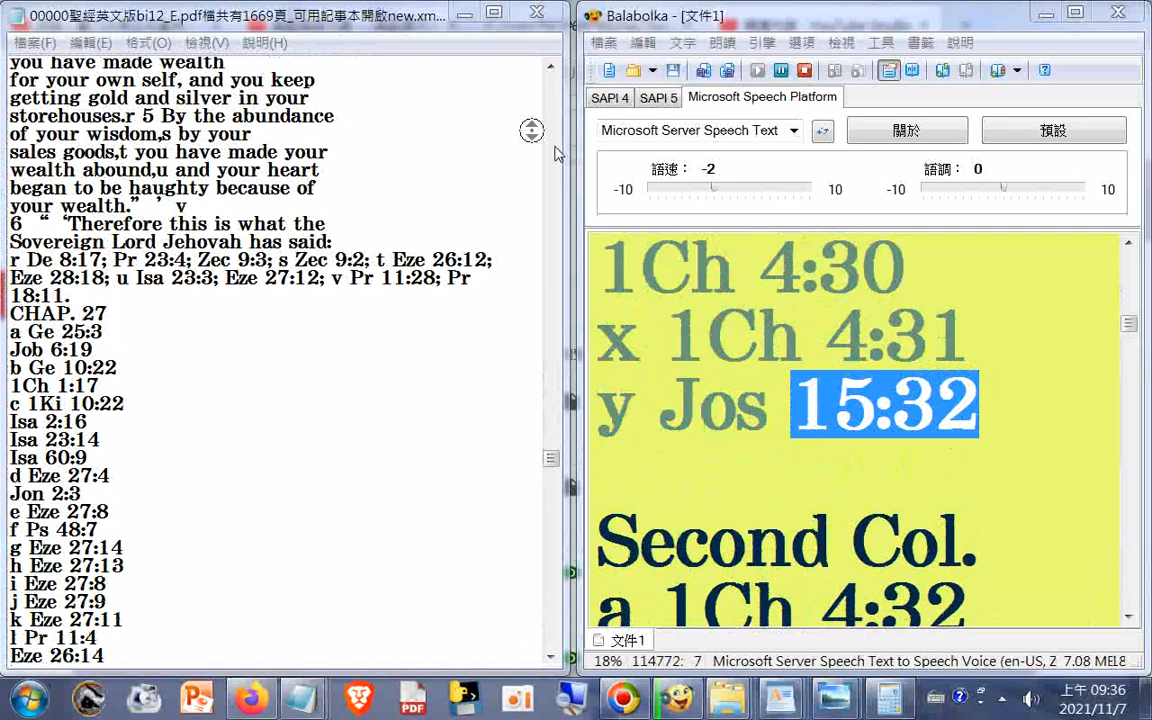 00000聖經英文版bi12_E.pdf檔共有1669頁_可用記事本開啟new.xm...
檔案(F) 編輯(E) 格式(O) 檢視(V) 說明(H)
you have made wealth
for your own self, and you keep
getting gold and silver in your
storehouses.r 5 By the abundance
of your wisdom,s by your
sales goods,t you have made your
wealth abound,u and your heart
began to be haughty because of
your wealth.” ’ v
6 “ ‘Therefore this is what the
Sovereign Lord Jehovah has said:
r De 8:17; Pr 23:4; Zec 9:3; s Zec 9:2; t Eze 26:12;
Eze 28:18; u Isa 23:3; Eze 27:12; v Pr 11:28; Pr
18:11.
CHAP. 27
a Ge 25:3
Job 6:19
b Ge 10:22
1Ch 1:17
c 1Ki 10:22
Isa 2:16
Isa 23:14
Isa 60:9
d Eze 27:4
Jon 2:3
e Eze 27:8
f Ps 48:7
g Eze 27:14
h Eze 27:13
i Eze 27:8
j Eze 27:9
k Eze 27:11
l Pr 11:4
Eze 26:14
Balabolka - [文件1]
檔案 編輯 文字 朗讀 引擎 選項 檢視 工具 書籤 說明
SAPI 4 SAPI 5 Microsoft Speech Platform
Microsoft Server Speech Text 關於 預設
語速： -2 語調： 0
-10 10 -10 10
1Ch 4:30
x 1Ch 4:31
y Jos 15:32
Second Col.
a 1Ch 4:32
文件1
18% 114772: 7 Microsoft Server Speech Text to Speech Voice (en-US, Z 7.08 MEL8
上午 09:36
2021/11/7